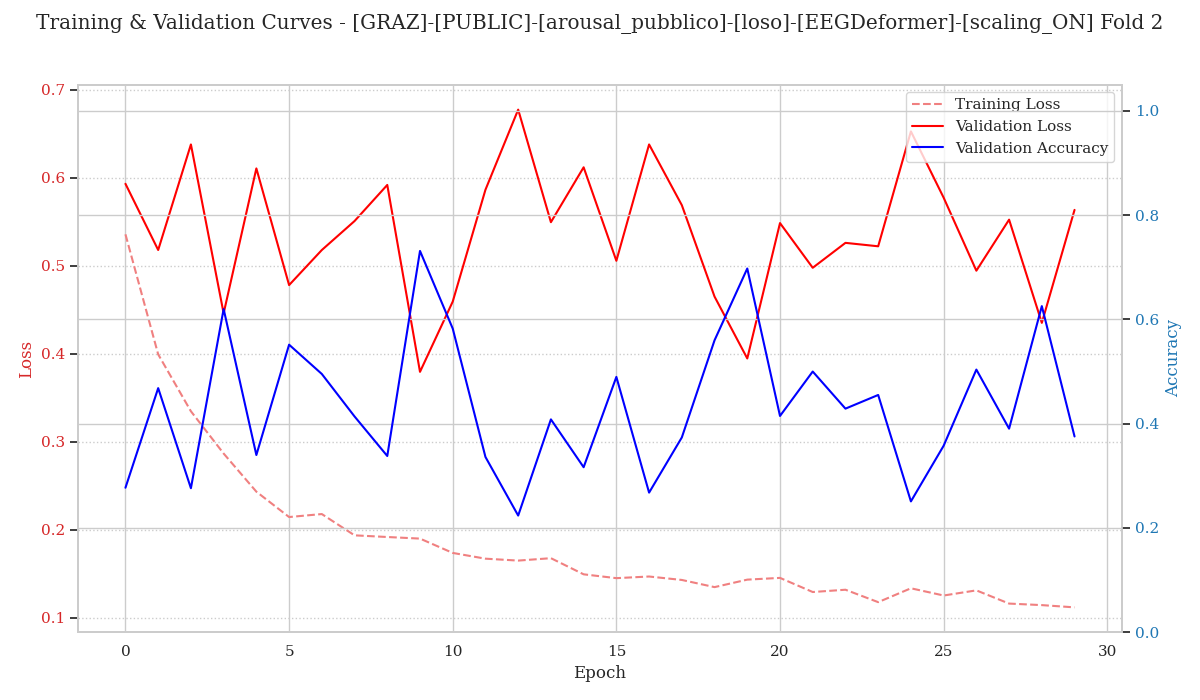 Training & Validation Curves - [GRAZ]-[PUBLIC]-[arousal_pubblico]-[loso]-[EEGDeformer]-[scaling_ON] Fold 2
Training Loss
Validation Loss
Validation Accuracy
0.7
0.6
0.5
0.4
0.3
0.2
0.1
Loss
1.0
0.8
0.6
0.4
0.2
0.0
Accuracy
0 5 10 15 20 25 30
Epoch